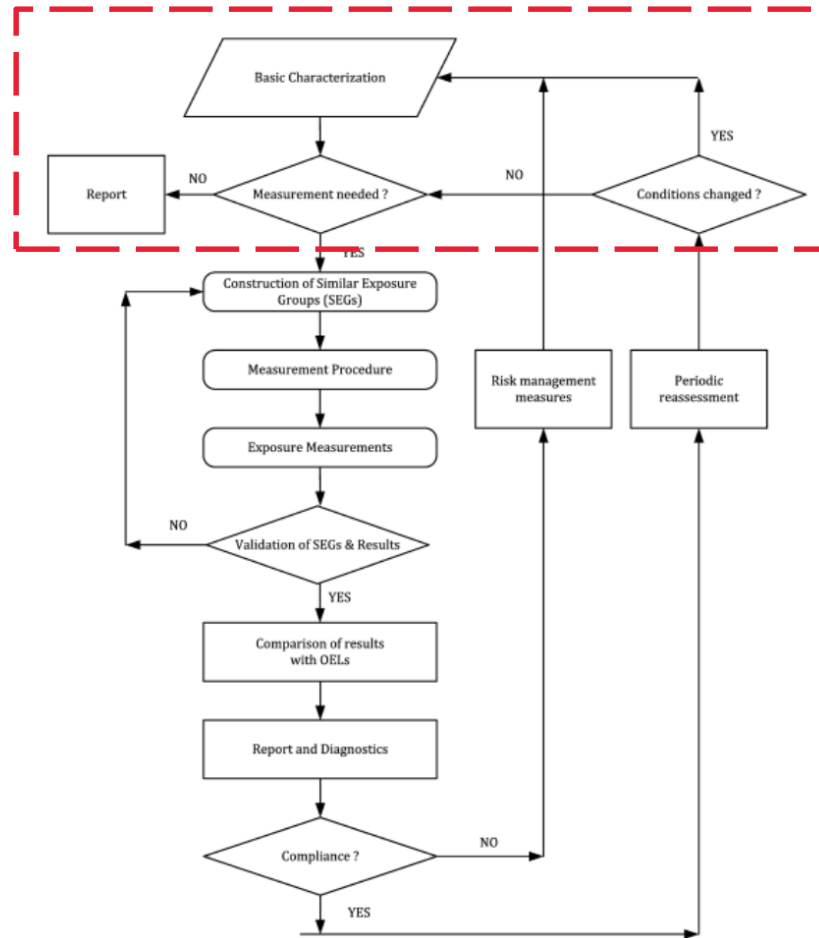 Basic Characterization
YES
NO
NO
Report
Measurement needed ?
Conditions changed ?
YES
Construction of Similar Exposure
Groups (SEGs)
Measurement Procedure
Risk management
measures
Periodic
reassessment
Exposure Measurements
NO
Validation of SEGs & Results
YES
Comparison of results
with OELs
Report and Diagnostics
NO
Compliance ?
YES